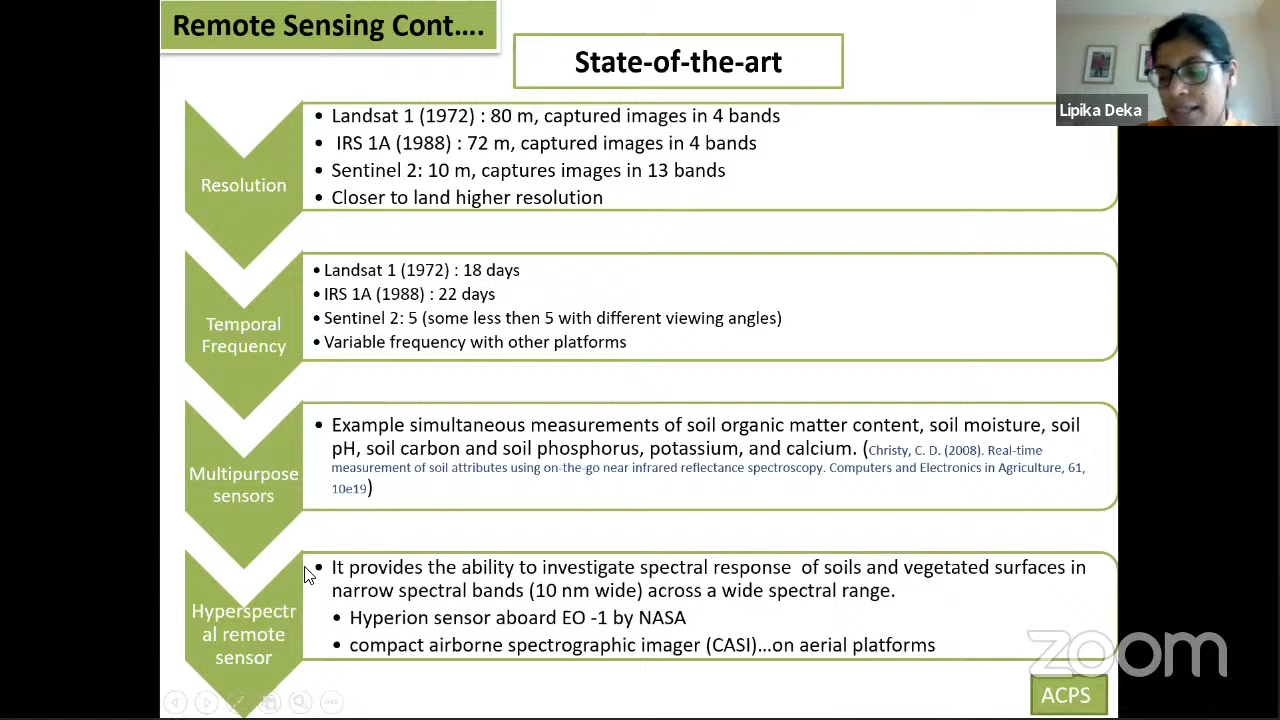 Remote Sensing Cont....
State-of-the-art
Lipika Deka
Resolution
• Landsat 1 (1972) : 80 m, captured images in 4 bands
• IRS 1A (1988) : 72 m, captured images in 4 bands
• Sentinel 2: 10 m, captures images in 13 bands
• Closer to land higher resolution
Temporal
Frequency
• Landsat 1 (1972) : 18 days
• IRS 1A (1988) : 22 days
• Sentinel 2: 5 (some less then 5 with different viewing angles)
• Variable frequency with other platforms
Multipurpose
sensors
• Example simultaneous measurements of soil organic matter content, soil moisture, soil
pH, soil carbon and soil phosphorus, potassium, and calcium. (Christy, C. D. (2008). Real-time
measurement of soil attributes using on-the-go near infrared reflectance spectroscopy. Computers and Electronics in Agriculture, 61,
10e19)
Hyperspectr
al remote
sensor
• It provides the ability to investigate spectral response of soils and vegetated surfaces in
narrow spectral bands (10 nm wide) across a wide spectral range.
• Hyperion sensor aboard EO -1 by NASA
• compact airborne spectrographic imager (CASI)...on aerial platforms
zoom
ACPS